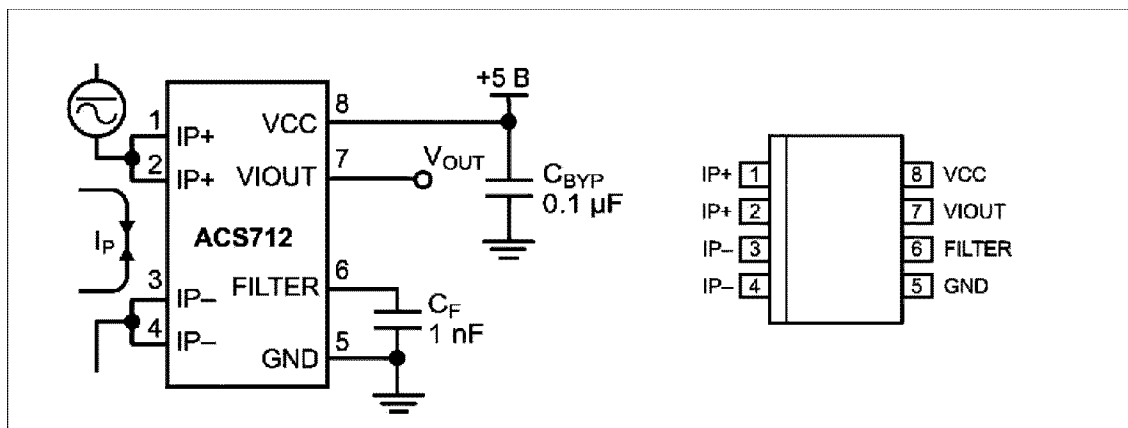 +5 В
1 IP+
2 IP+
IP
3 IP–
4 IP–
ACS712
VCC 8
VIOUT 7
VOUT
FILTER 6
GND 5
CBYP
0.1 µF
CF
1 nF
IP+ 1
IP+ 2
IP– 3
IP– 4
8 VCC
7 VIOUT
6 FILTER
5 GND